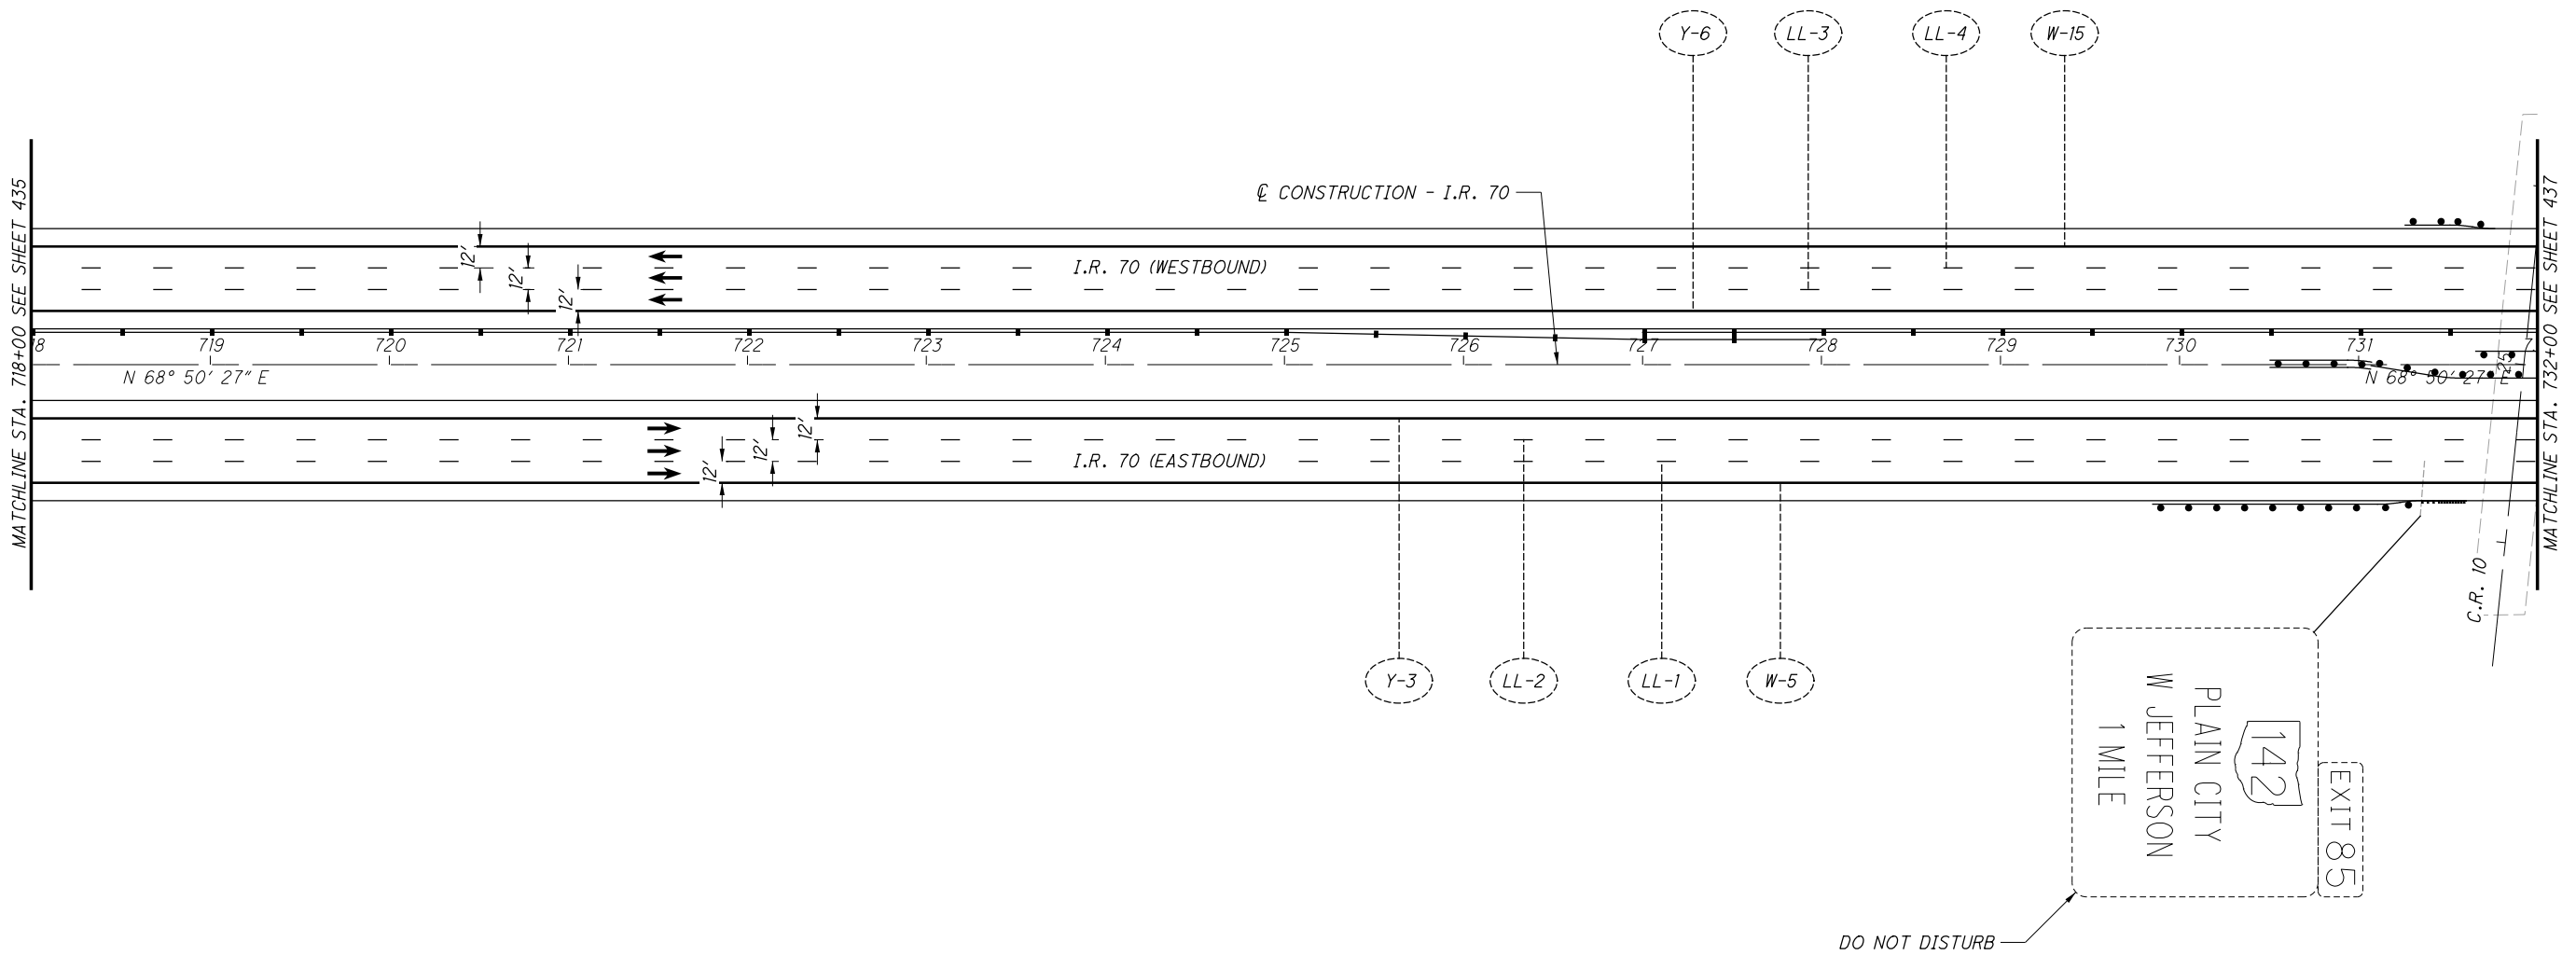 Y-6
LL-3
LL-4
W-15
℄ CONSTRUCTION - I.R. 70
MATCHLINE STA. 718+00 SEE SHEET 435
MATCHLINE STA. 732+00 SEE SHEET 437
12'
12'
12'
I.R. 70 (WESTBOUND)
18
719
720
721
722
723
724
725
726
727
728
729
730
731
7
N 68° 50' 27" E
N 68° 50' 27" E
25
12'
12'
12'
I.R. 70 (EASTBOUND)
C.R. 10
Y-3
LL-2
LL-1
W-5
EXIT 85
142
PLAIN CITY
W JEFFERSON
1 MILE
DO NOT DISTURB